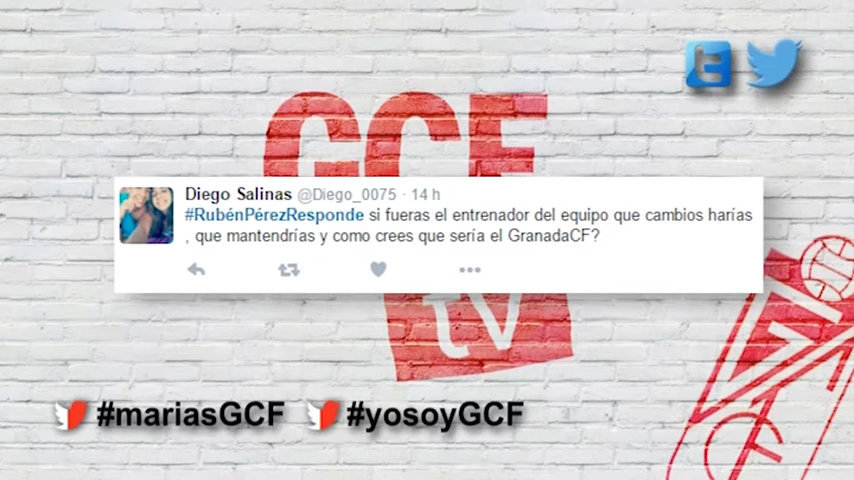 GCF
Diego Salinas @Diego_0075 · 14 h
#RubénPérezResponde si fueras el entrenador del equipo que cambios harías
, que mantendrías y como crees que sería el GranadaCF?
tv
#mariasGCF #yosoyGCF